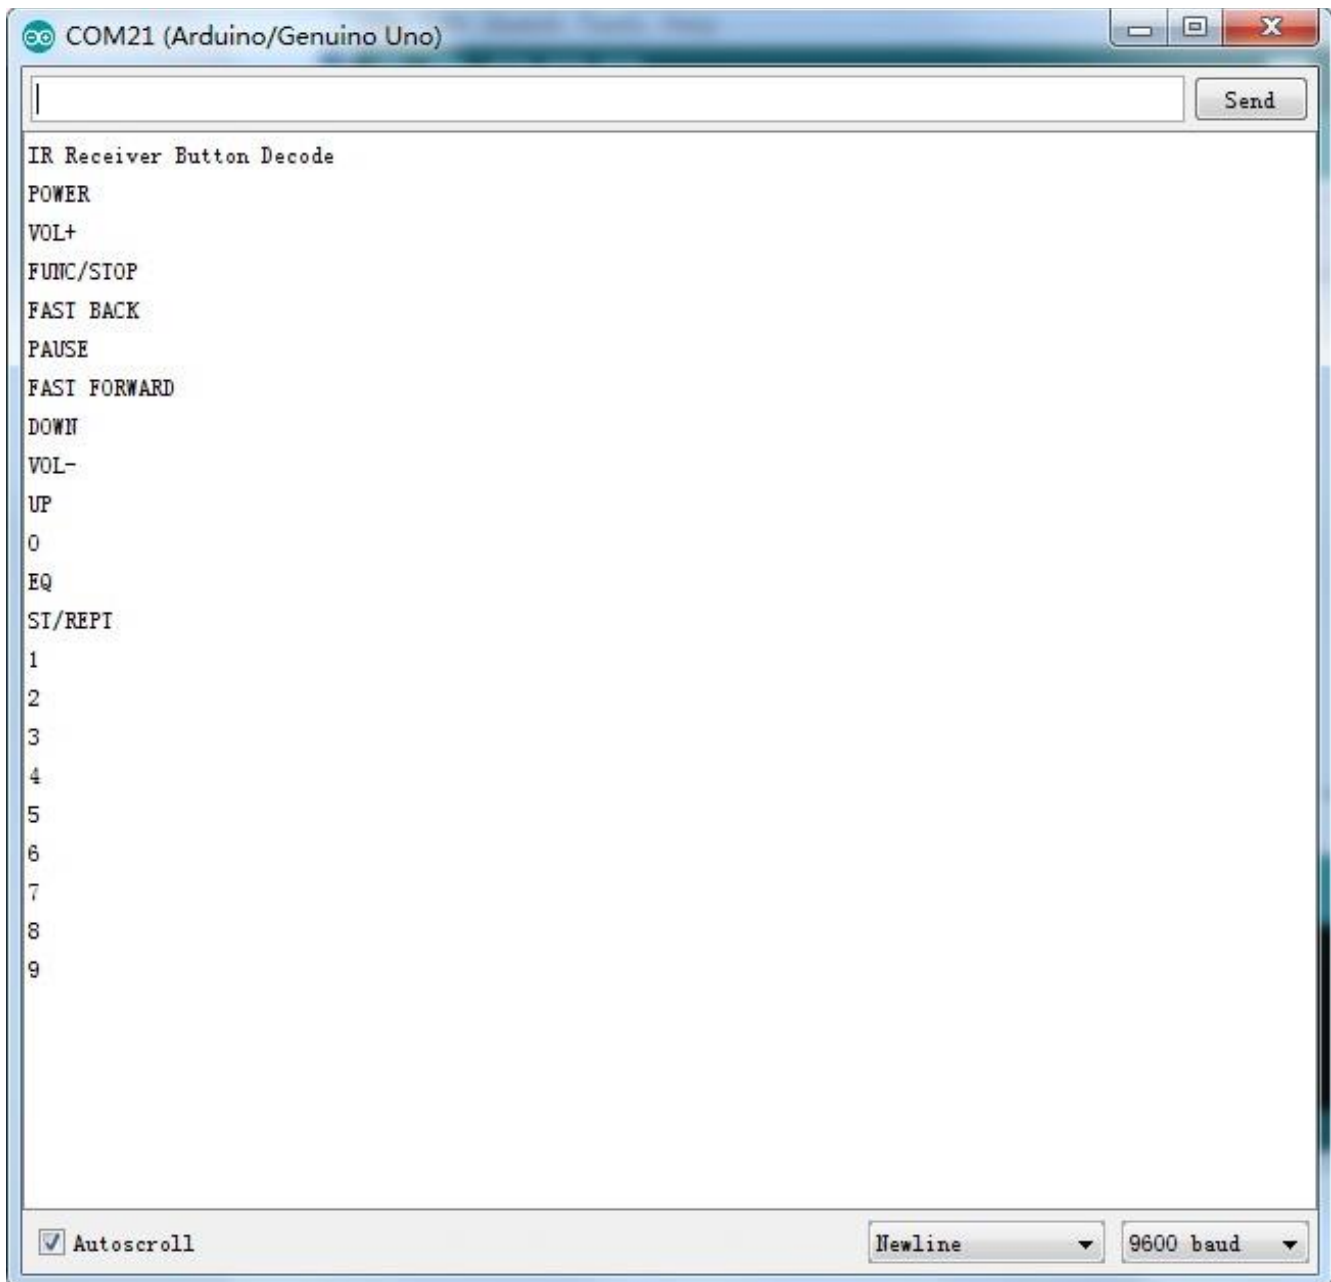 COM21 (Arduino/Genuino Uno)
Send
IR Receiver Button Decode
POWER
VOL+
FUNC/STOP
FAST BACK
PAUSE
FAST FORWARD
DOWN
VOL-
UP
0
EQ
ST/REPT
1
2
3
4
5
6
7
8
9
Autoscroll
Newline
9600 baud